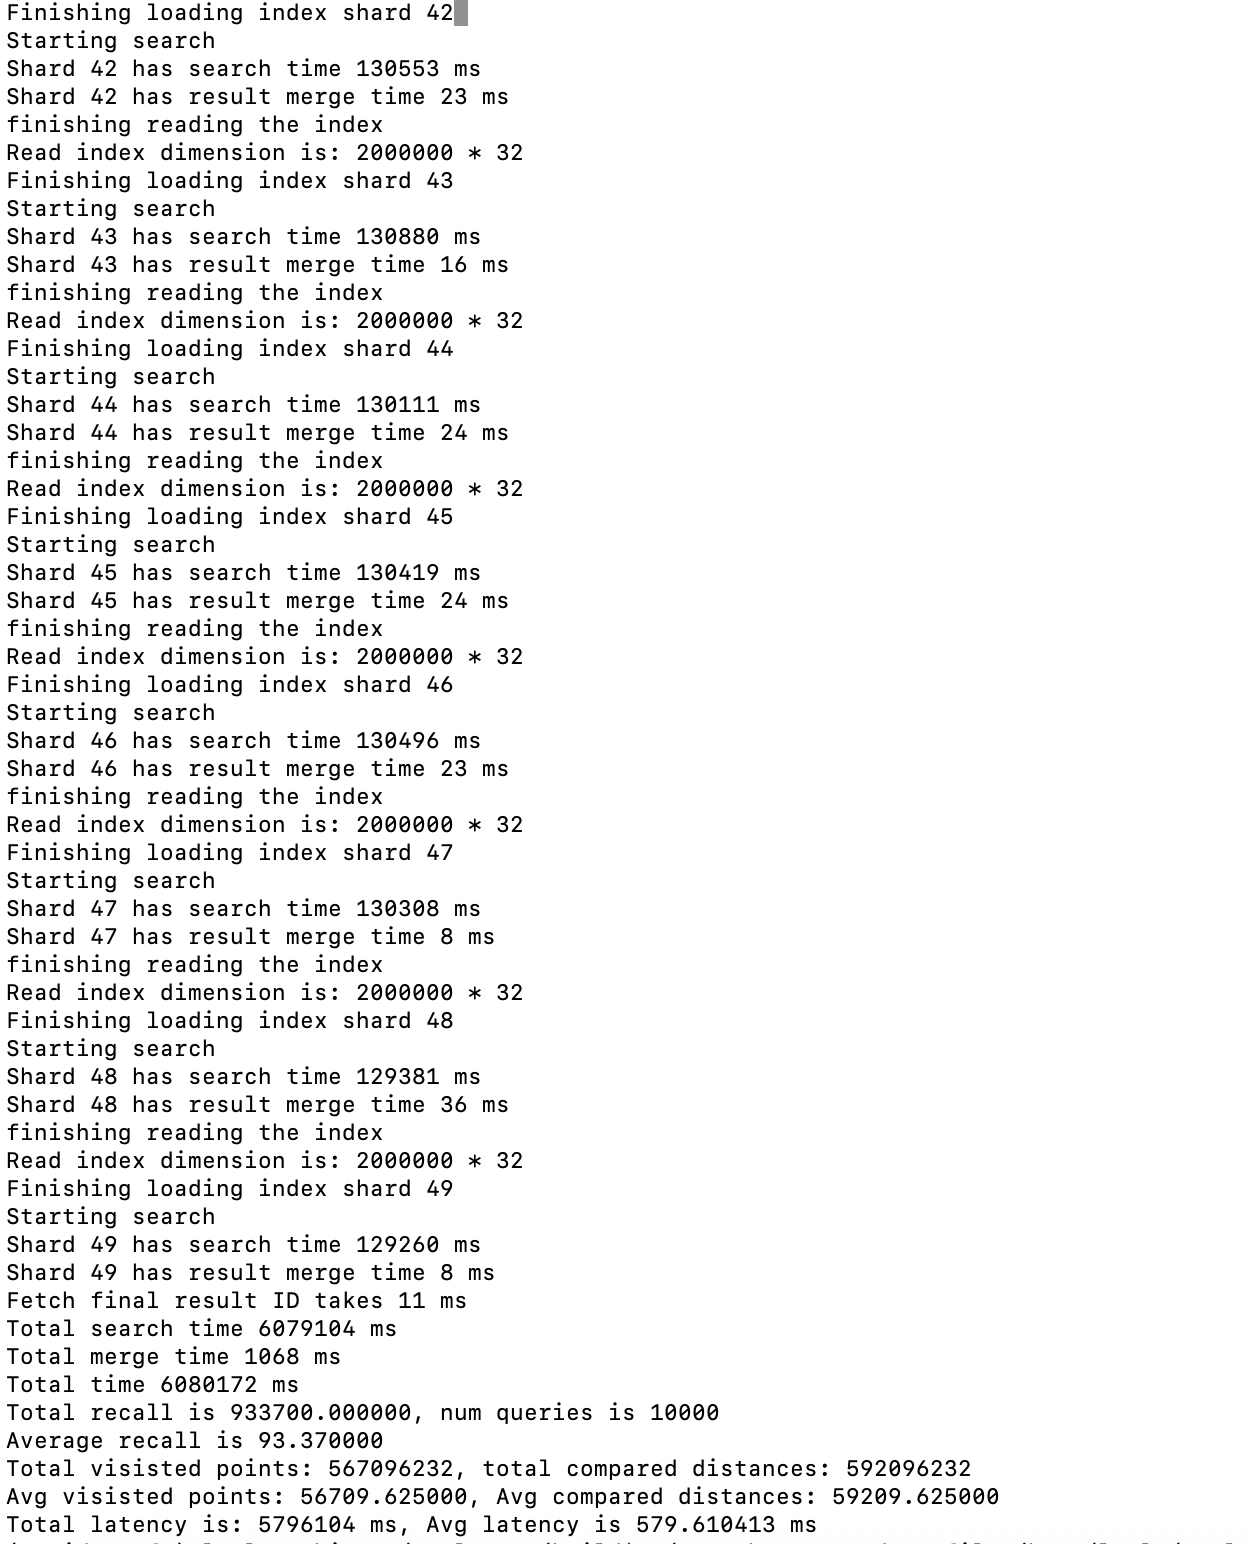 Finishing loading index shard 42
Starting search
Shard 42 has search time 130553 ms
Shard 42 has result merge time 23 ms
finishing reading the index
Read index dimension is: 2000000 * 32
Finishing loading index shard 43
Starting search
Shard 43 has search time 130880 ms
Shard 43 has result merge time 16 ms
finishing reading the index
Read index dimension is: 2000000 * 32
Finishing loading index shard 44
Starting search
Shard 44 has search time 130111 ms
Shard 44 has result merge time 24 ms
finishing reading the index
Read index dimension is: 2000000 * 32
Finishing loading index shard 45
Starting search
Shard 45 has search time 130419 ms
Shard 45 has result merge time 24 ms
finishing reading the index
Read index dimension is: 2000000 * 32
Finishing loading index shard 46
Starting search
Shard 46 has search time 130496 ms
Shard 46 has result merge time 23 ms
finishing reading the index
Read index dimension is: 2000000 * 32
Finishing loading index shard 47
Starting search
Shard 47 has search time 130308 ms
Shard 47 has result merge time 8 ms
finishing reading the index
Read index dimension is: 2000000 * 32
Finishing loading index shard 48
Starting search
Shard 48 has search time 129381 ms
Shard 48 has result merge time 36 ms
finishing reading the index
Read index dimension is: 2000000 * 32
Finishing loading index shard 49
Starting search
Shard 49 has search time 129260 ms
Shard 49 has result merge time 8 ms
Fetch final result ID takes 11 ms
Total search time 6079104 ms
Total merge time 1068 ms
Total time 6080172 ms
Total recall is 933700.000000, num queries is 10000
Average recall is 93.370000
Total visisted points: 567096232, total compared distances: 592096232
Avg visisted points: 56709.625000, Avg compared distances: 59209.625000
Total latency is: 5796104 ms, Avg latency is 579.610413 ms